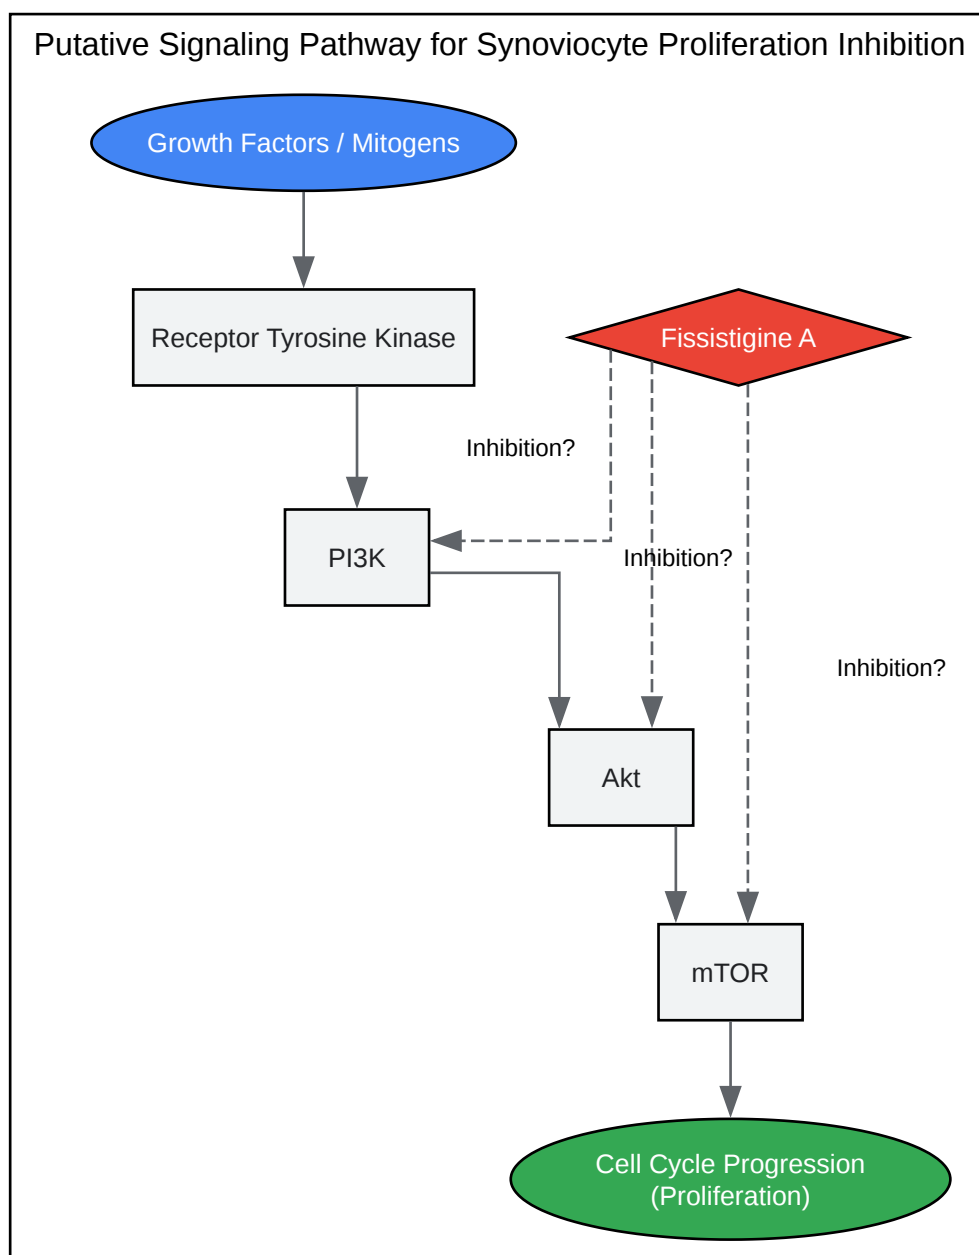 Putative Signaling Pathway for Synoviocyte Proliferation Inhibition
Growth Factors / Mitogens
Receptor Tyrosine Kinase
Fissistigine A
Inhibition?
PI3K
Inhibition?
Inhibition?
Akt
mTOR
Cell Cycle Progression
(Proliferation)